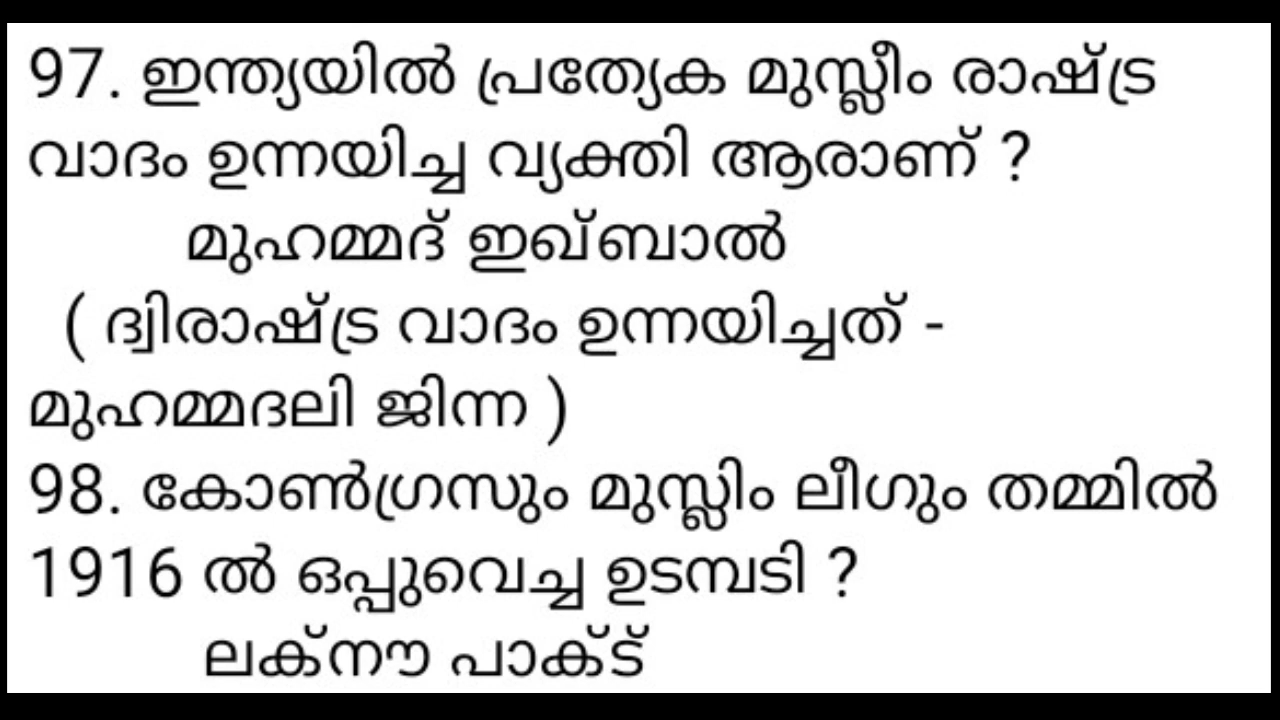 97. ഇന്ത്യയിൽ പ്രത്യേക മുസ്ലീം രാഷ്ട്ര
വാദം ഉന്നയിച്ച വ്യക്തി ആരാണ് ?
മുഹമ്മദ് ഇഖ്ബാൽ
( ദ്വിരാഷ്ട്ര വാദം ഉന്നയിച്ചത് -
മുഹമ്മദലി ജിന്ന )
98. കോൺഗ്രസും മുസ്ലിം ലീഗും തമ്മിൽ
1916 ൽ ഒപ്പുവെച്ച ഉടമ്പടി ?
ലക്നൗ പാക്ട്